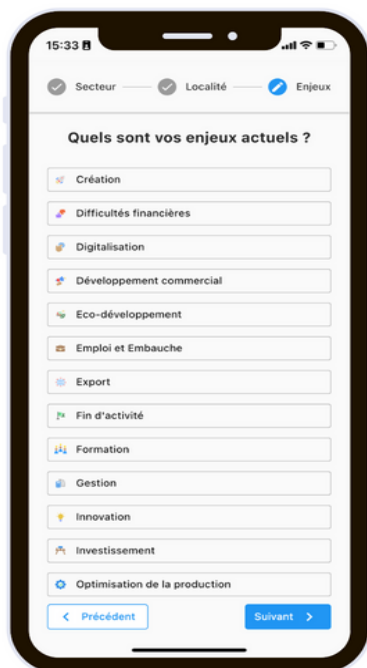 15:33
Secteur Localité Enjeux
Quels sont vos enjeux actuels ?
Création
Difficultés financières
Digitalisation
Développement commercial
Eco-développement
Emploi et Embauche
Export
Fin d'activité
Formation
Gestion
Innovation
Investissement
Optimisation de la production
Précédent Suivant